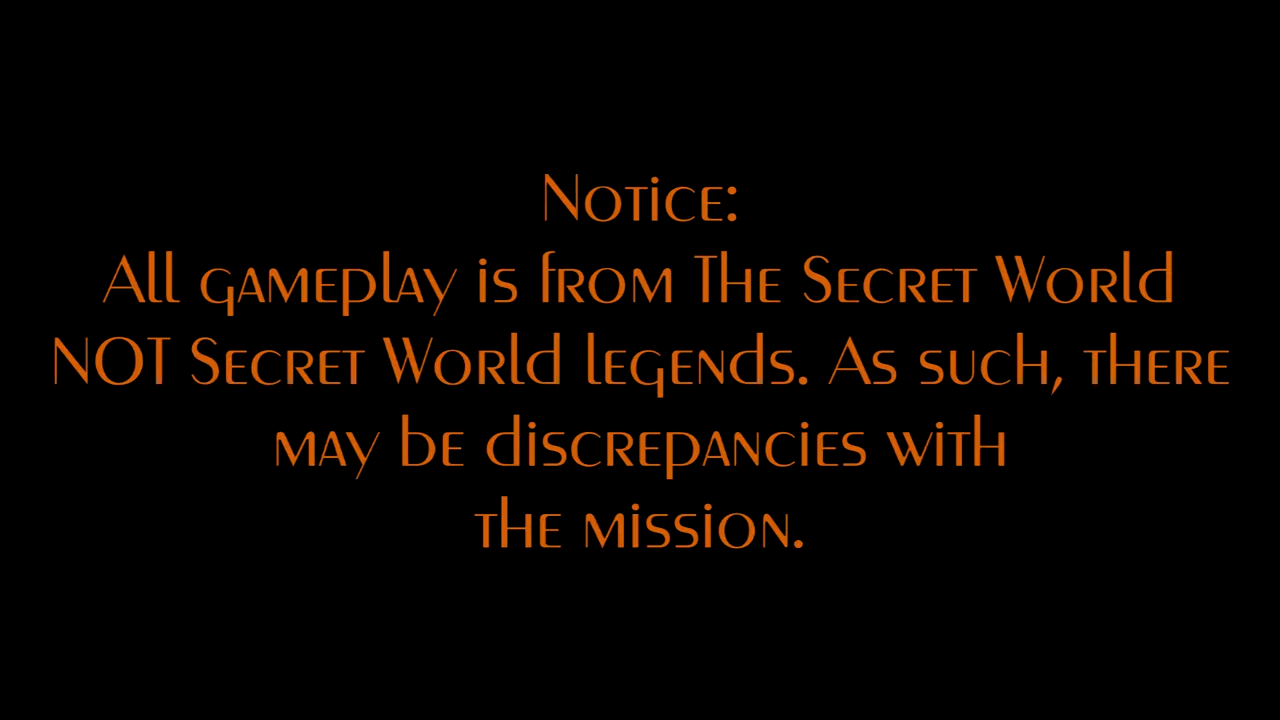 Notice:
All gameplay is from The Secret World
NOT Secret World legends. As such, there
may be discrepancies with
the mission.